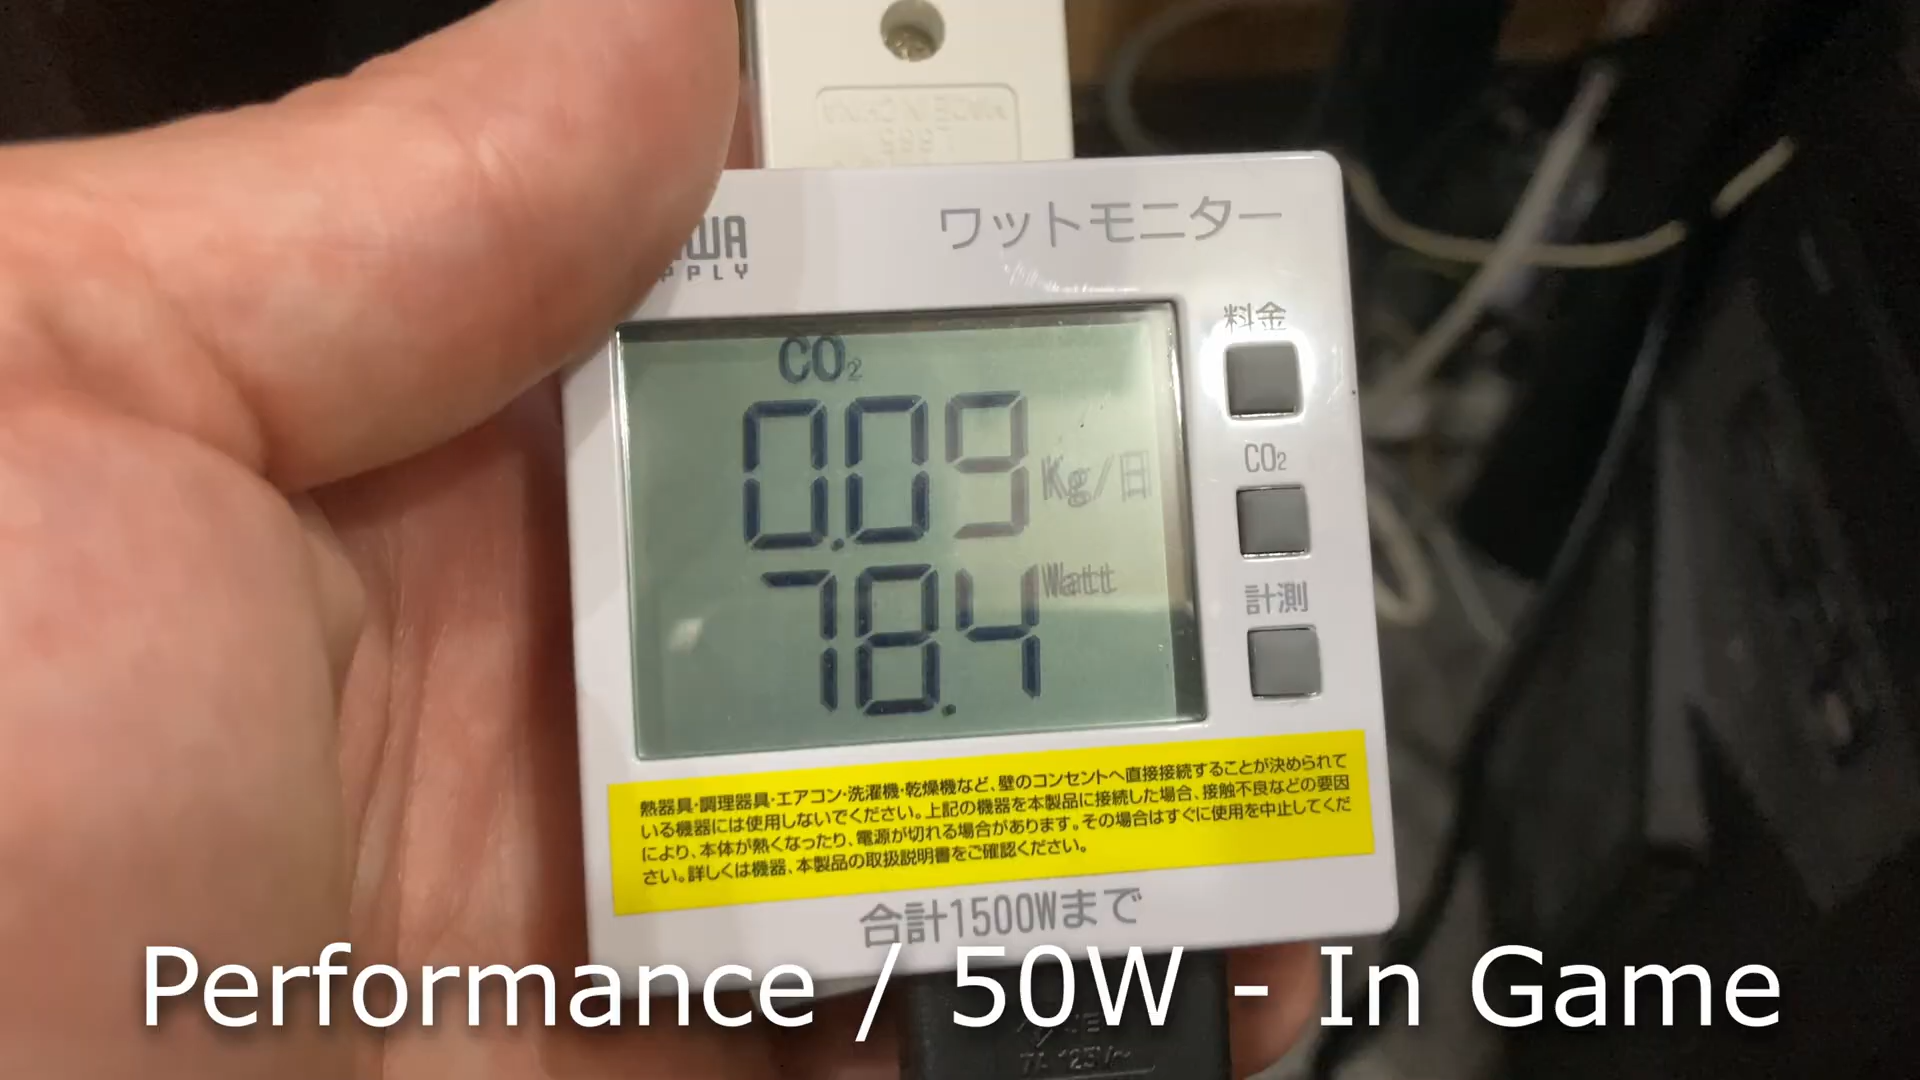 MADE IN CHINA
ワットモニター
WA
PPLY
料金
CO₂
0.09 Kg/日
CO₂
78.4 Watt
計測
熱器具・調理器具・エアコン・洗濯機・乾燥機など、壁のコンセントへ直接接続することが決められて
いる機器には使用しないでください。上記の機器を本製品に接続した場合、接触不良などの要因
により、本体が熱くなったり、電源が切れる場合があります。その場合はすぐに使用を中止してくだ
さい。詳しくは機器、本製品の取扱説明書をご確認ください。
合計1500Wまで
Performance / 50W - In Game
125V~